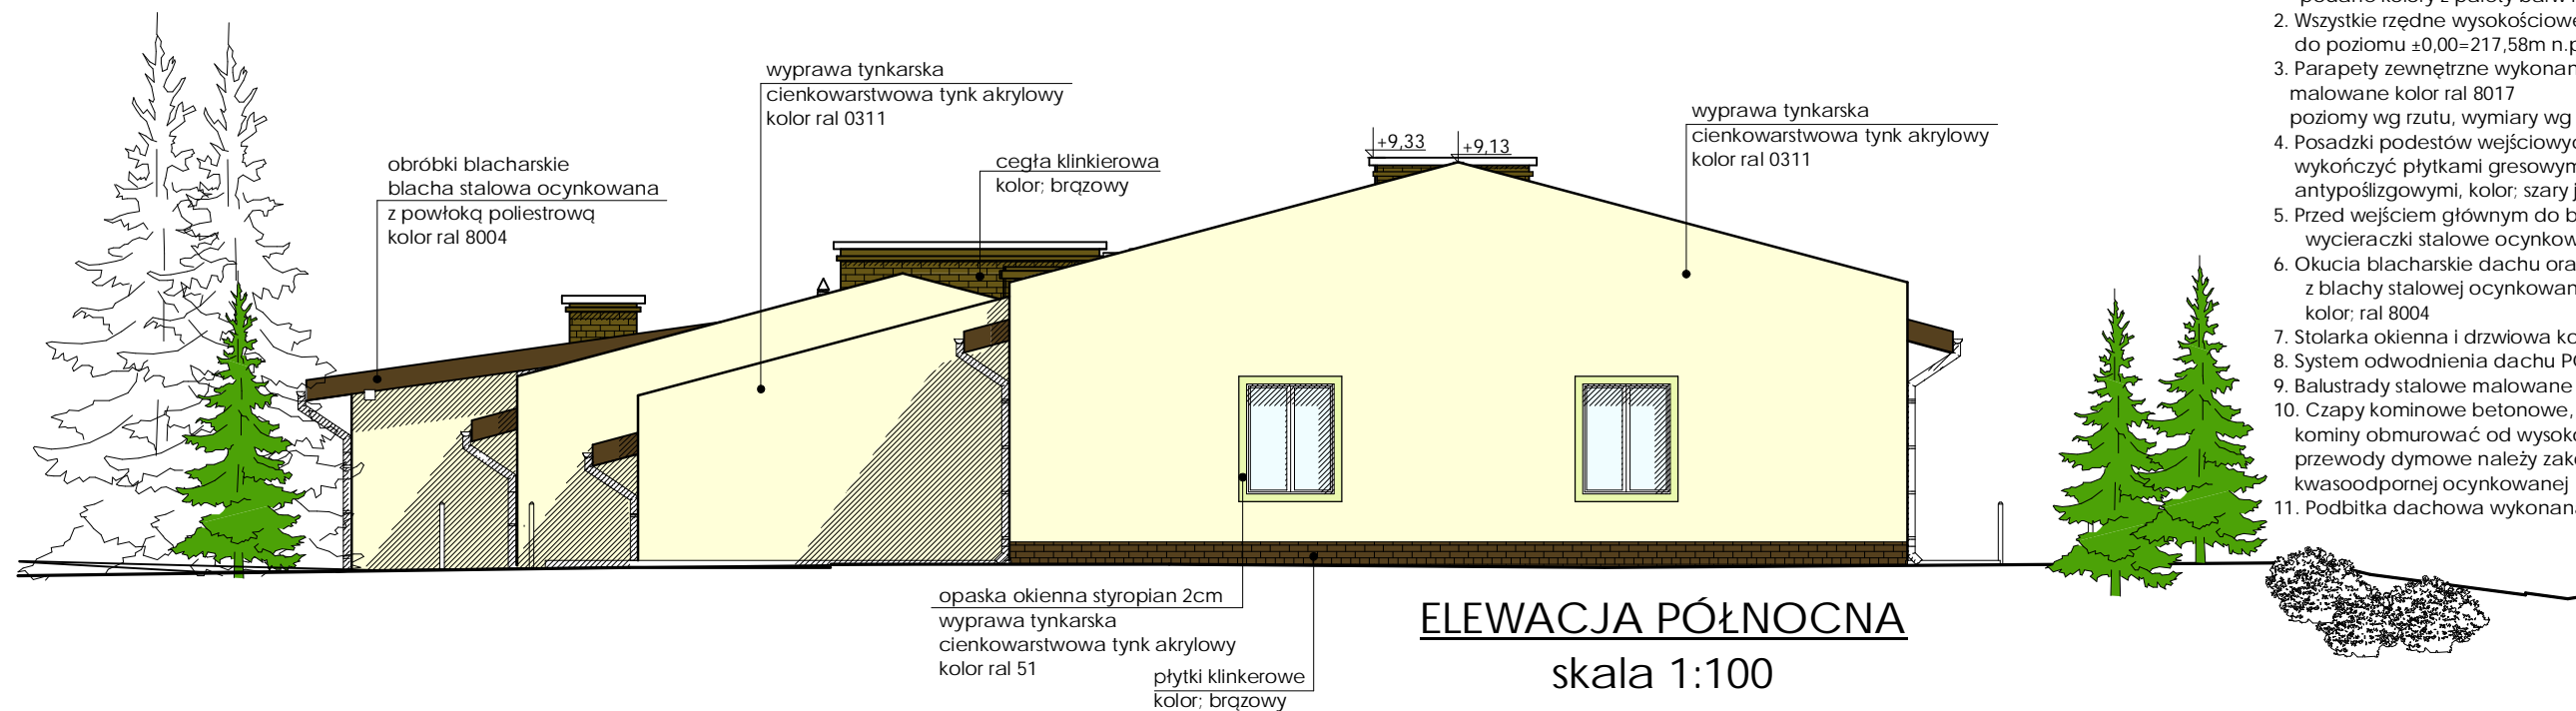 obróbki blacharskie
blacha stalowa ocynkowana
z powłoką poliestrową
kolor ral 8004
wyprawa tynkarska
cienkowarstwowa tynk akrylowy
kolor ral 0311
cegła klinkierowa
kolor; brązowy
+9,33
+9,13
wyprawa tynkarska
cienkowarstwowa tynk akrylowy
kolor ral 0311
opaska okienna styropian 2cm
wyprawa tynkarska
cienkowarstwowa tynk akrylowy
kolor ral 51
płytki klinkerowe
kolor; brązowy
ELEWACJA PÓŁNOCNA
skala 1:100
2. Wszystkie rzędne wysokościowe
do poziomu ±0,00=217,58m n.p
3. Parapety zewnętrzne wykonan
malowane kolor ral 8017
poziomy wg rzutu, wymiary wg
4. Posadzki podestów wejściowyc
wykończyć płytkami gresowym
antypoślizgowymi, kolor; szary j
5. Przed wejściem głównym do b
wycieraczki stalowe ocynkow
6. Okucia blacharskie dachu ora
z blachy stalowej ocynkowan
kolor; ral 8004
7. Stolarka okienna i drzwiowa ko
8. System odwodnienia dachu P
9. Balustrady stalowe malowane
10. Czapy kominowe betonowe,
kominy obmurować od wysoko
przewody dymowe należy zak
kwasoodpornej ocynkowanej
11. Podbitka dachowa wykonan